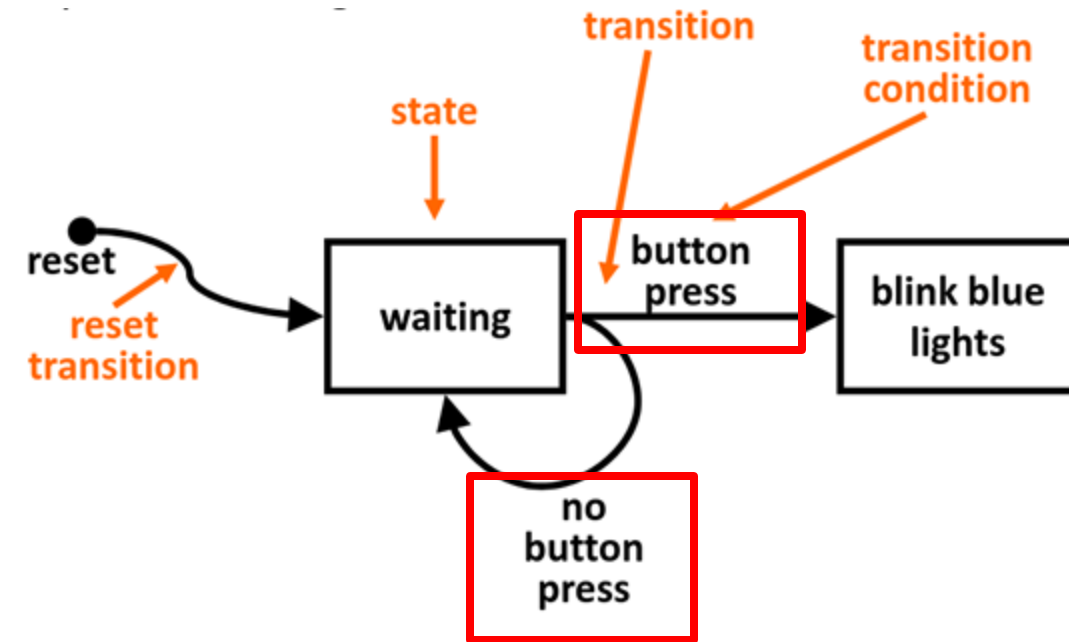 transition
transition
condition
state
reset
reset
transition
waiting
button
press
blink blue
lights
no
button
press